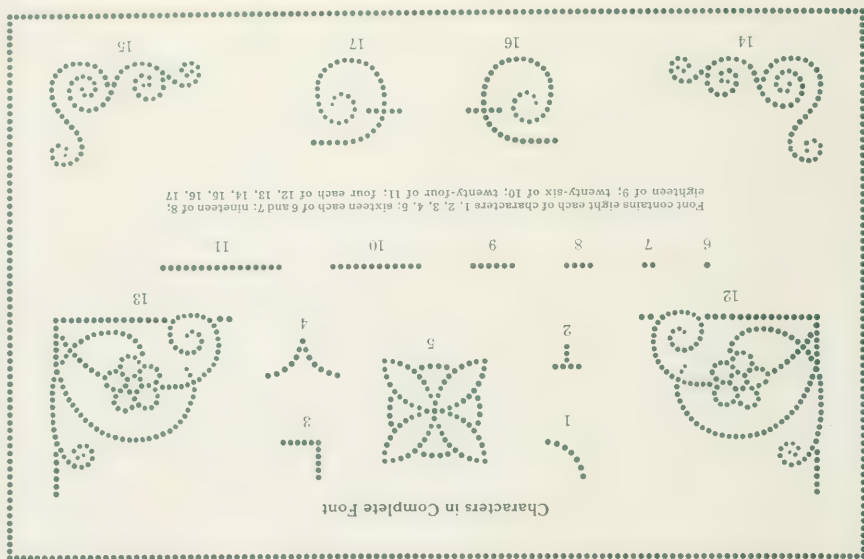 Characters in Complete Font
1 2 3 4 5
12 13
6 7 8 9 10 11
Font contains eight each of characters 1, 2, 3, 4, 5; sixteen each of 6 and 7; nineteen of 8;
eighteen of 9; twenty-six of 10; twenty-four of 11; four each of 12, 13, 14, 15, 16, 17
14 16 17 15